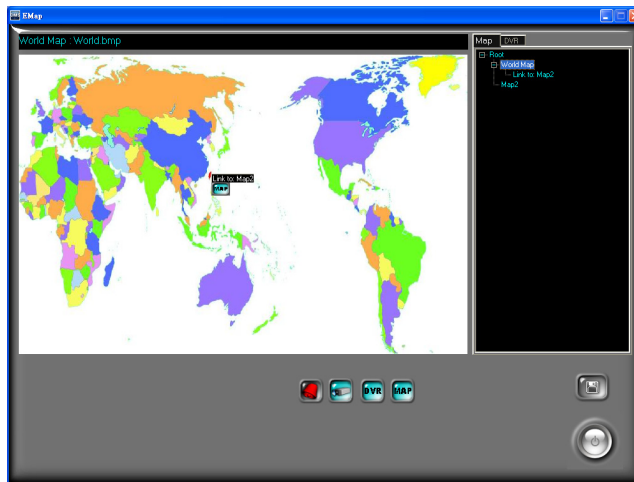 EMap
World Map : World.bmp
Map DVR
Root
World Map
Link to: Map2
Map2
Link to: Map2
MAP
DVR MAP